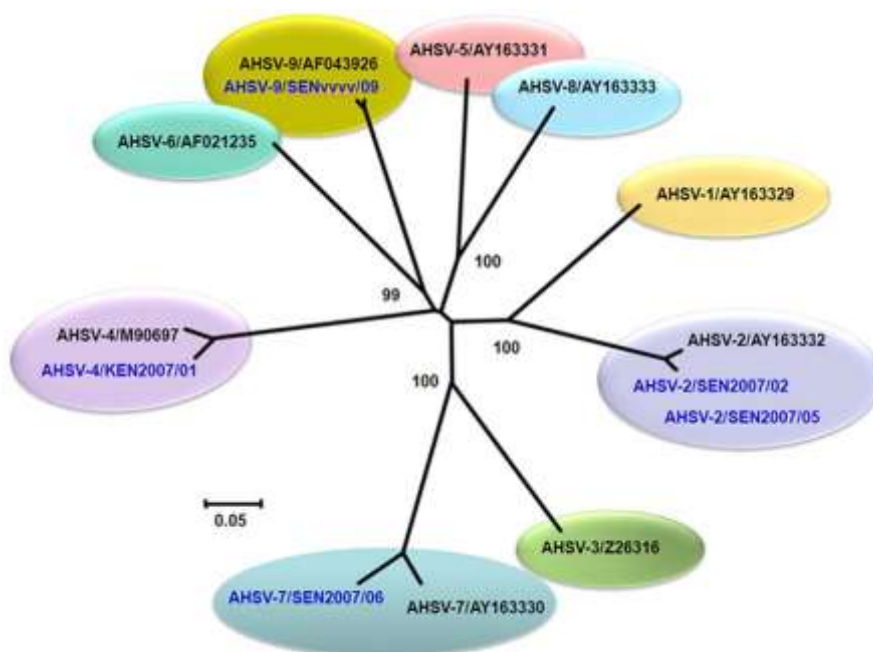 AHSV-5/AY163331
AHSV-9/AF043926
AHSV-9/SENvvvv/09
AHSV-8/AY163333
AHSV-6/AF021235
AHSV-1/AY163329
100
99
AHSV-4/M90697
AHSV-4/KEN2007/01
100
AHSV-2/AY163332
AHSV-2/SEN2007/02
AHSV-2/SEN2007/05
100
0.05
AHSV-3/Z26316
AHSV-7/SEN2007/06
AHSV-7/AY163330